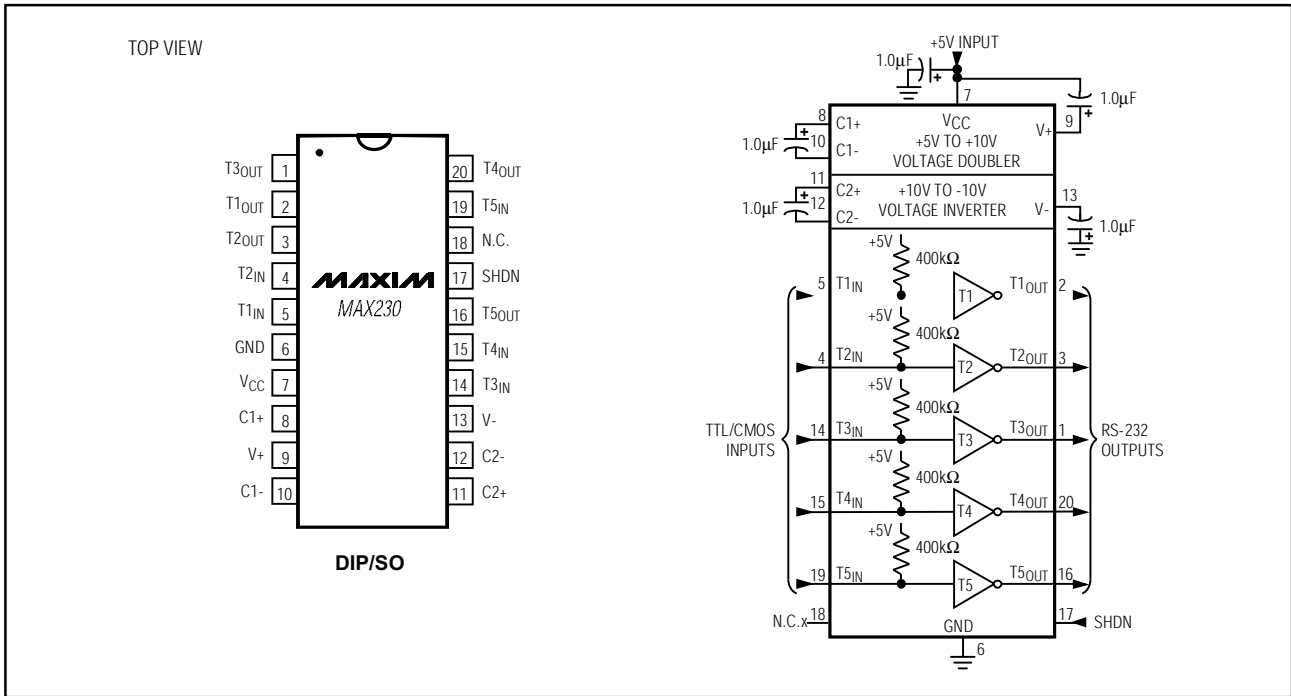 TOP VIEW
T3OUT 1
T1OUT 2
T2OUT 3
T2IN 4
T1IN 5
GND 6
VCC 7
C1+ 8
V+ 9
C1- 10
20 T4OUT
19 T5IN
18 N.C.
17 SHDN
16 T5OUT
15 T4IN
14 T3IN
13 V-
12 C2-
11 C2+
MAXIM
MAX230
DIP/SO
+5V INPUT
1.0µF
7
1.0µF
8 C1+
1.0µF
10 C1-
VCC
+5V TO +10V
VOLTAGE DOUBLER
V+ 9
11 C2+
1.0µF
12 C2-
+10V TO -10V
VOLTAGE INVERTER
V- 13
1.0µF
+5V
400kΩ
5 T1IN T1 T1OUT 2
+5V
400kΩ
4 T2IN T2 T2OUT 3
+5V
400kΩ
14 T3IN T3 T3OUT 1
+5V
400kΩ
15 T4IN T4 T4OUT 20
+5V
400kΩ
19 T5IN T5 T5OUT 16
TTL/CMOS
INPUTS
RS-232
OUTPUTS
N.C.x 18
17 SHDN
GND
6